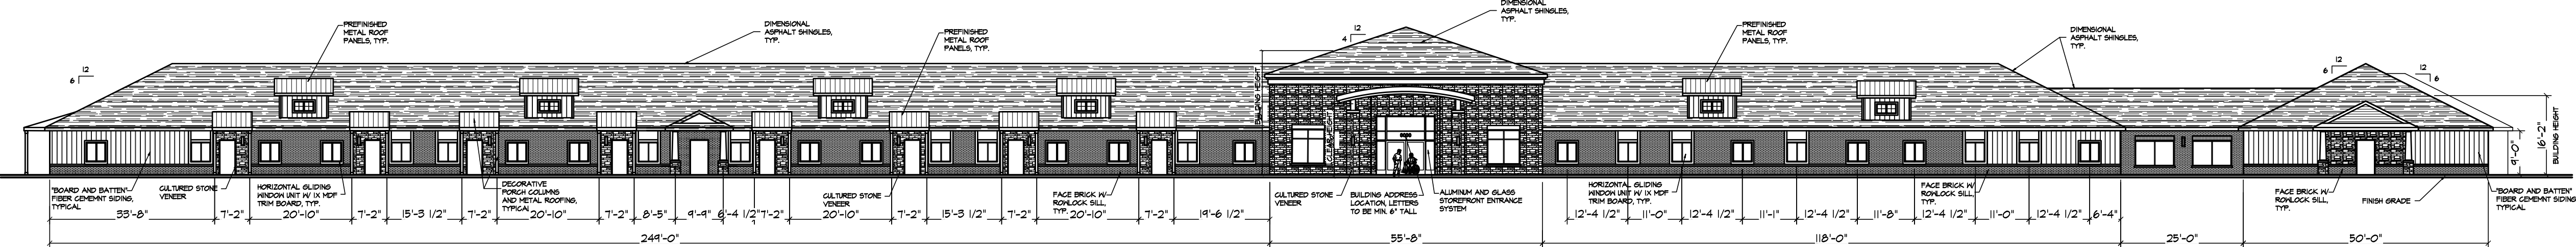 DIMENSIONAL
ASPHALT SHINGLES,
TYP.
PREFINISHED
METAL ROOF
PANELS, TYP.
DIMENSIONAL
ASPHALT SHINGLES,
TYP.
PREFINISHED
METAL ROOF
PANELS, TYP.
12
4
PREFINISHED
METAL ROOF
PANELS, TYP.
DIMENSIONAL
ASPHALT SHINGLES,
TYP.
12
6
12
6
12
6
BUILDING HEIGHT
CLEAR HEIGHT
9'-0"
16'-2"
BUILDING HEIGHT
"BOARD AND BATTEN"
FIBER CEMEMNT SIDING,
TYPICAL
CULTURED STONE
VENEER
HORIZONTAL GLIDING
WINDOW UNIT W/ 1X MDF
TRIM BOARD, TYP.
DECORATIVE
PORCH COLUMNS
AND METAL ROOFING,
TYPICAL
CULTURED STONE
VENEER
FACE BRICK W/
ROWLOCK SILL,
TYP.
CULTURED STONE
VENEER
BUILDING ADDRESS
LOCATION, LETTERS
TO BE MIN. 6" TALL
ALUMINUM AND GLASS
STOREFRONT ENTRANCE
SYSTEM
HORIZONTAL GLIDING
WINDOW UNIT W/ 1X MDF
TRIM BOARD, TYP.
FACE BRICK W/
ROWLOCK SILL,
TYP.
FACE BRICK W/
ROWLOCK SILL,
TYP.
FINISH GRADE
"BOARD AND BATTEN"
FIBER CEMEMNT SIDING
TYPICAL
33'-8" 7'-2" 20'-10" 7'-2" 15'-3 1/2" 7'-2" 20'-10" 7'-2" 8'-5" 9'-9" 6'-4 1/2" 7'-2" 20'-10" 7'-2" 15'-3 1/2" 7'-2" 20'-10" 7'-2" 19'-6 1/2" 12'-4 1/2" 11'-0" 12'-4 1/2" 11'-1" 12'-4 1/2" 11'-8" 12'-4 1/2" 11'-0" 12'-4 1/2" 6'-4"
249'-0" 55'-8" 118'-0" 25'-0" 50'-0"